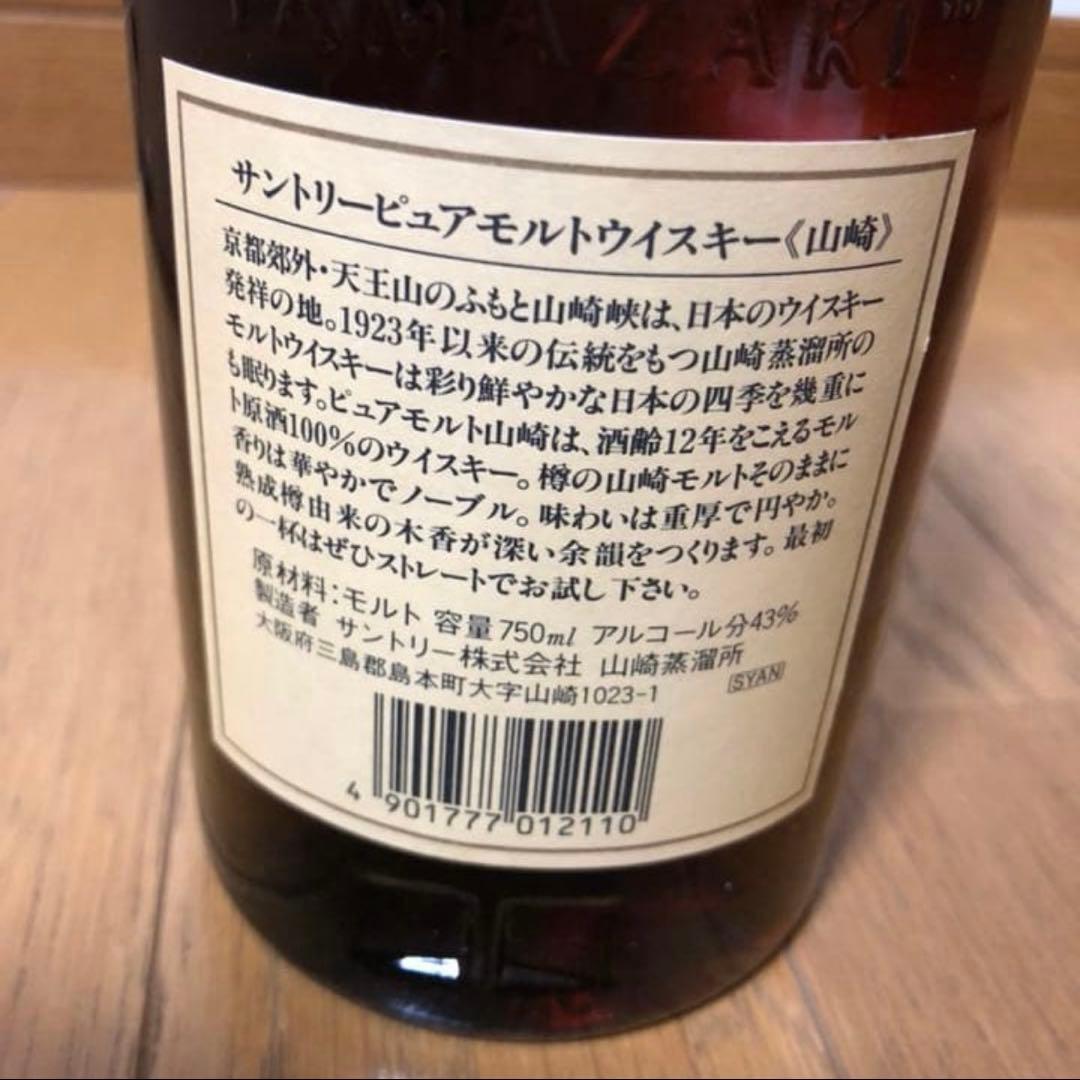 YAMAZAKI
サントリーピュアモルトウイスキー《山崎》
京都郊外・天王山のふもと山崎峡は、日本のウイスキー
発祥の地。1923年以来の伝統をもつ山崎蒸溜所の
モルトウイスキーは彩り鮮やかな日本の四季を幾重に
も眠ります。ピュアモルト山崎は、酒齢12年をこえるモル
ト原酒100%のウイスキー。樽の山崎モルトそのままに
香りは華やかでノーブル。味わいは重厚で円やか。
熟成樽由来の木香が深い余韻をつくります。最初
の一杯はぜひストレートでお試し下さい。
原材料:モルト 容量750ml アルコール分43%
製造者 サントリー株式会社 山崎蒸溜所
大阪府三島郡島本町大字山崎1023-1 SYAN
4 901777 012110